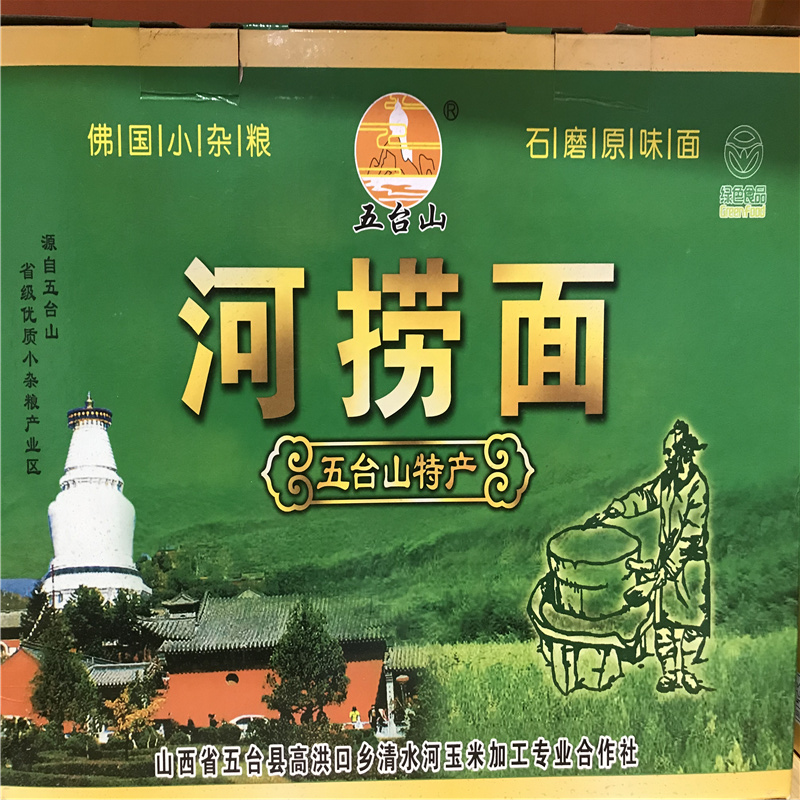 佛国小杂粮
®
石磨原味面
五台山
绿色食品
GreenFood
源自五台山
省级优质小杂粮产业区
河捞面
五台山特产
山西省五台县高洪口乡清水河玉米加工专业合作社